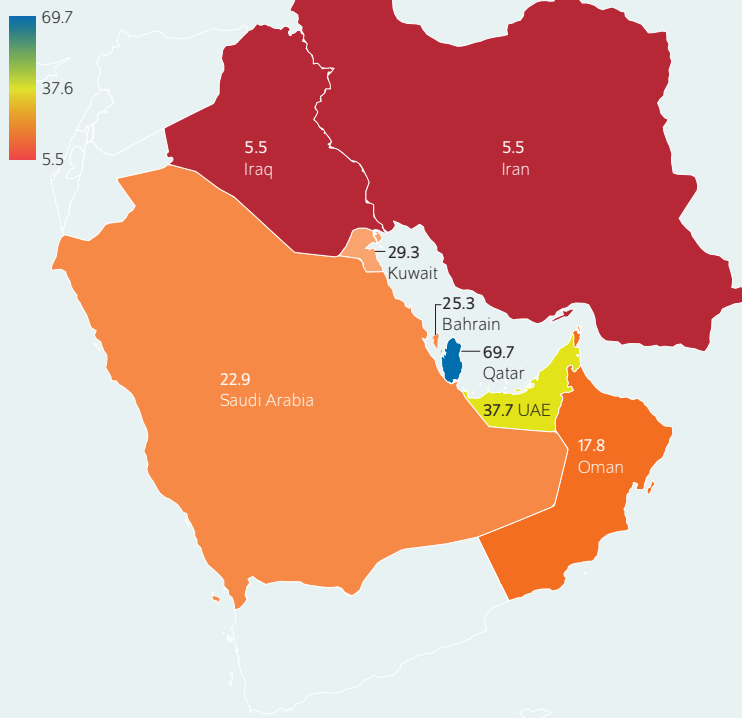 69.7
37.6
5.5
5.5
Iraq
5.5
Iran
29.3
Kuwait
25.3
Bahrain
69.7
Qatar
22.9
Saudi Arabia
37.7 UAE
17.8
Oman